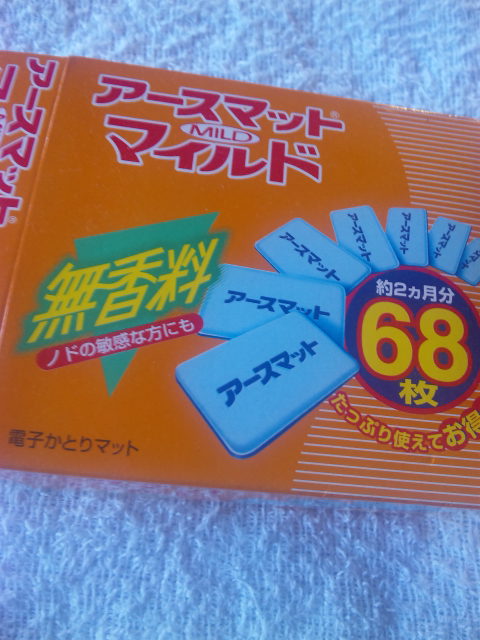 アースマット®
MILD
マイルド
無香料
ノドの敏感な方にも
電子かとりマット
アースマット
アースマット
アースマット
アースマット
アースマット
アースマット
約2ヵ月分
68
枚
たっぷり使えてお得
アースマット®